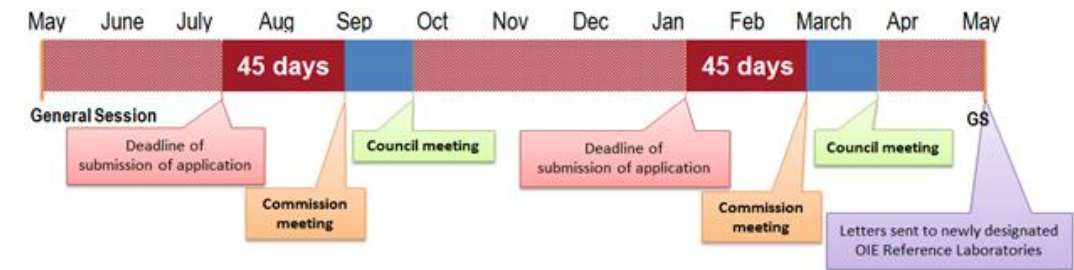 May June July Aug Sep Oct Nov Dec Jan Feb March Apr May
45 days 45 days
General Session
GS
Deadline of
submission of application
Council meeting
Deadline of
submission of application
Council meeting
Commission
meeting
Commission
meeting
Letters sent to newly designated
OIE Reference Laboratories